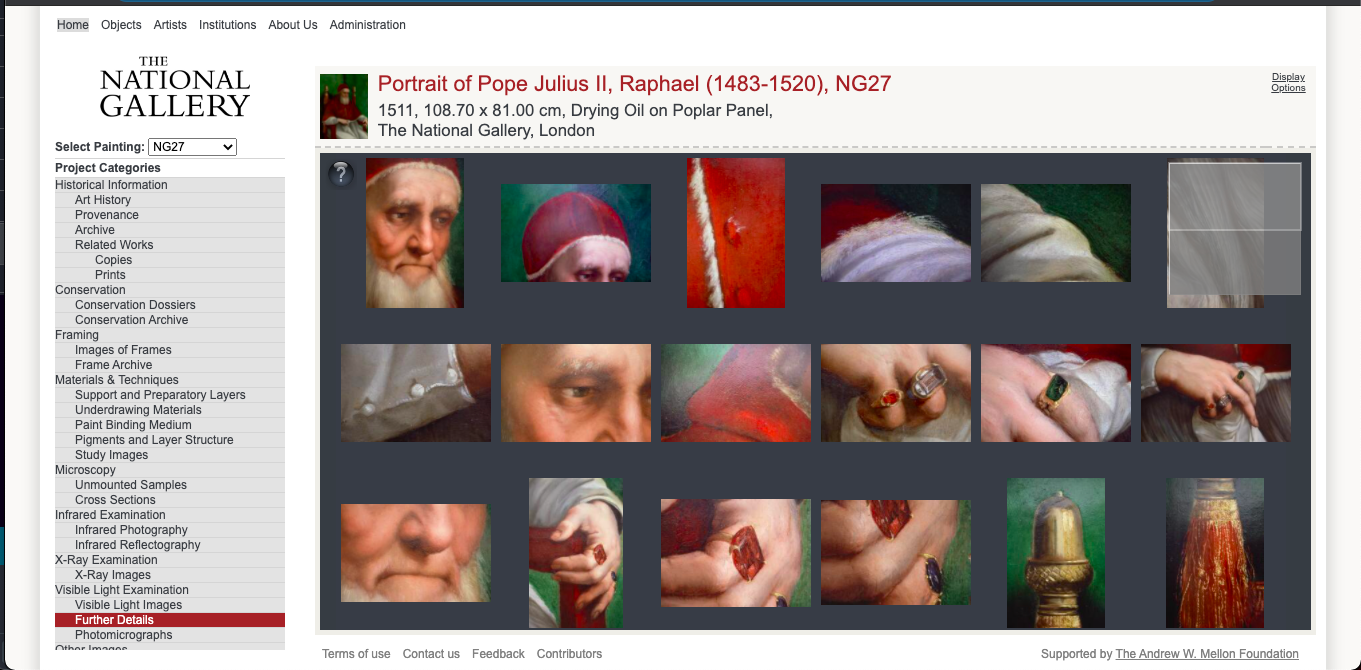 Home Objects Artists Institutions About Us Administration
THE
NATIONAL
GALLERY
Select Painting: NG27
Project Categories
Historical Information
Art History
Provenance
Archive
Related Works
Copies
Prints
Conservation
Conservation Dossiers
Conservation Archive
Framing
Images of Frames
Frame Archive
Materials & Techniques
Support and Preparatory Layers
Underdrawing Materials
Paint Binding Medium
Pigments and Layer Structure
Study Images
Microscopy
Unmounted Samples
Cross Sections
Infrared Examination
Infrared Photography
Infrared Reflectography
X-Ray Examination
X-Ray Images
Visible Light Examination
Visible Light Images
Further Details
Photomicrographs
Other Images
Portrait of Pope Julius II, Raphael (1483-1520), NG27
1511, 108.70 x 81.00 cm, Drying Oil on Poplar Panel,
The National Gallery, London
Display
Options
?
Terms of use Contact us Feedback Contributors
Supported by The Andrew W. Mellon Foundation